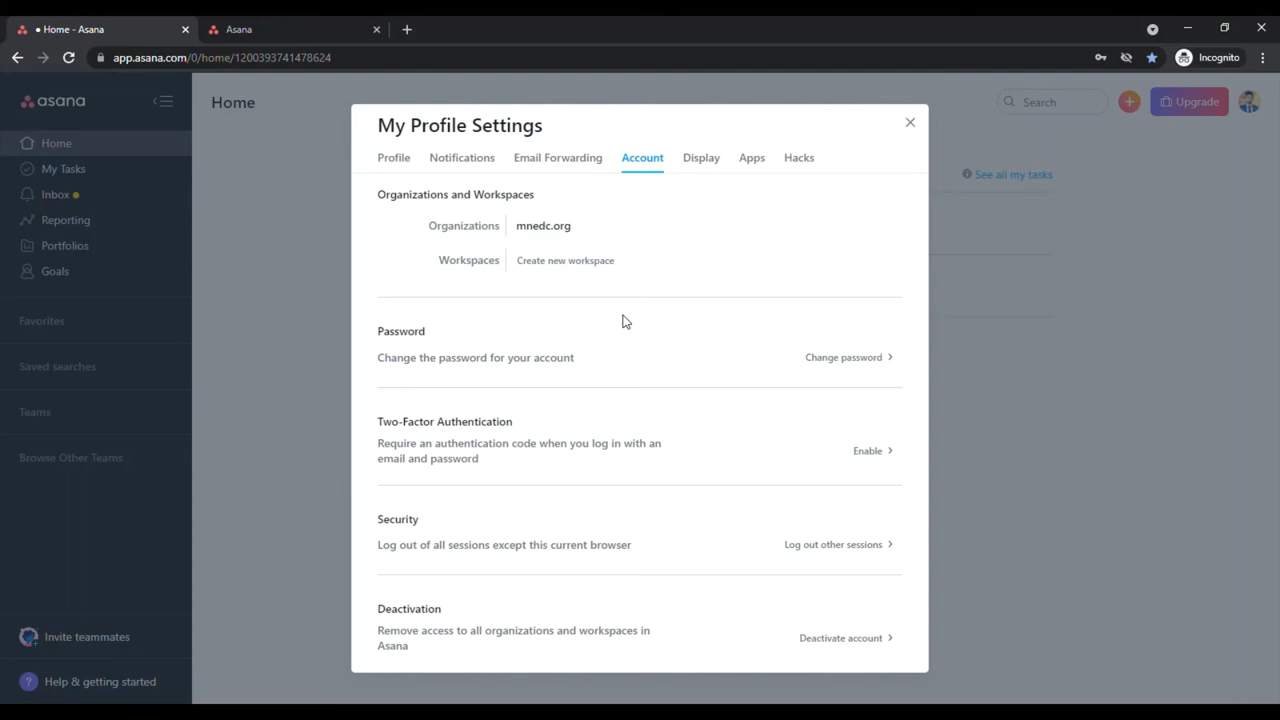 Home - Asana
Asana
app.asana.com/0/home/1200393741478624
Incognito
asana
Home
My Tasks
Inbox
Reporting
Portfolios
Goals
Favorites
Saved searches
Teams
Browse Other Teams
Invite teammates
? Help & getting started
Home
Search
Upgrade
See all my tasks
My Profile Settings
Profile Notifications Email Forwarding Account Display Apps Hacks
Organizations and Workspaces
Organizations mnedc.org
Workspaces Create new workspace
Password
Change the password for your account Change password
Two-Factor Authentication
Require an authentication code when you log in with an
email and password
Enable
Security
Log out of all sessions except this current browser Log out other sessions
Deactivation
Remove access to all organizations and workspaces in
Asana
Deactivate account